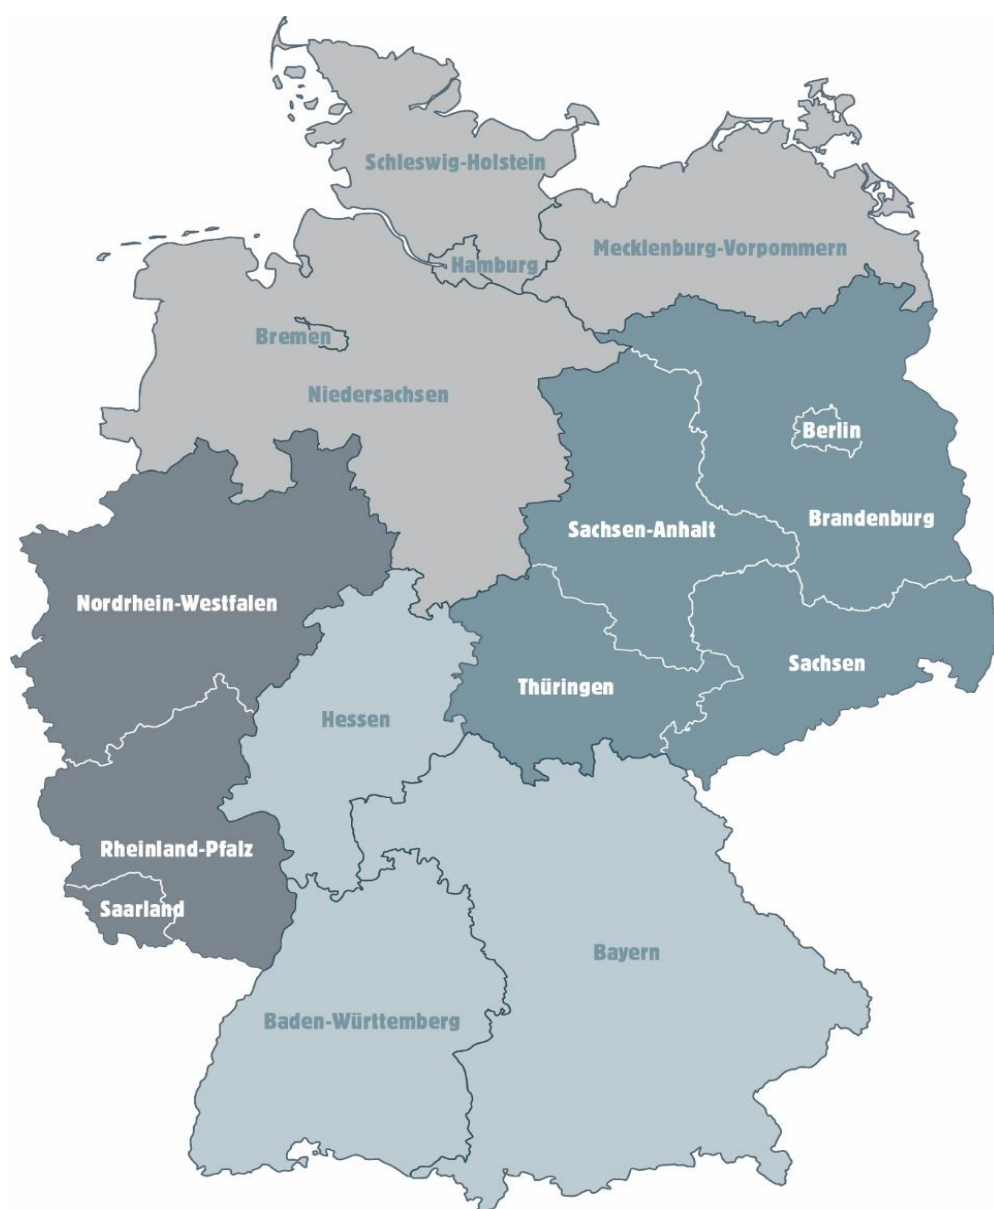 Schleswig-Holstein
Mecklenburg-Vorpommern
Hamburg
Bremen
Niedersachsen
Berlin
Brandenburg
Sachsen-Anhalt
Nordrhein-Westfalen
Sachsen
Thüringen
Hessen
Rheinland-Pfalz
Saarland
Bayern
Baden-Württemberg